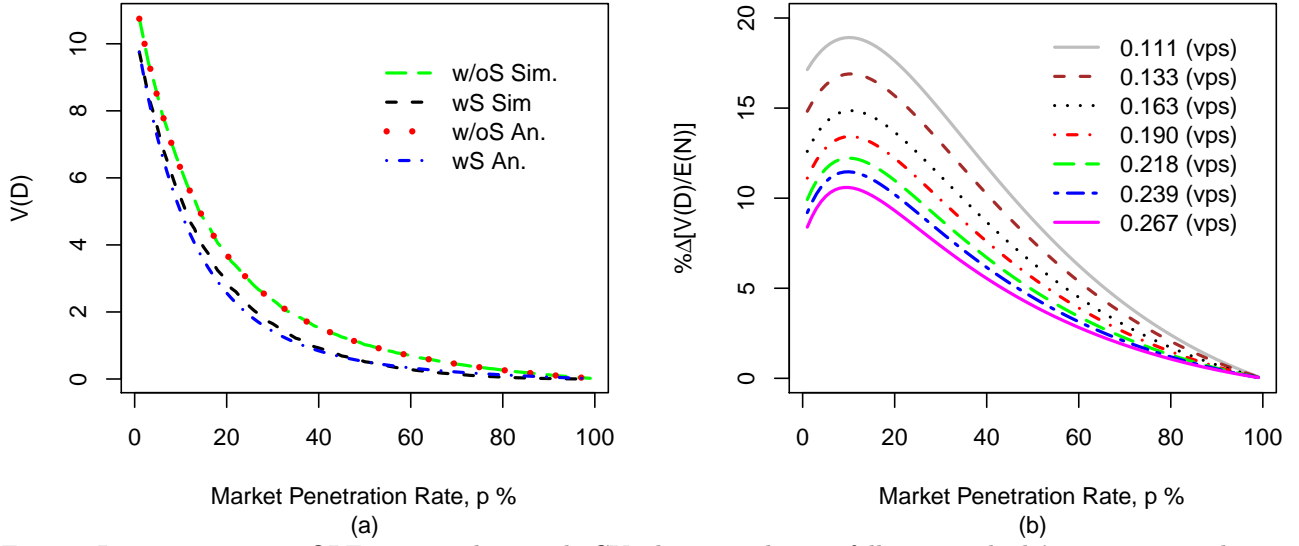 V(D)
0
2
4
6
8
10
w/oS Sim.
wS Sim
w/oS An.
wS An.
0 20 40 60 80 100
Market Penetration Rate, p %
(a)
%Δ[V(D)/E(N)]
0
5
10
15
20
0.111 (vps)
0.133 (vps)
0.163 (vps)
0.190 (vps)
0.218 (vps)
0.239 (vps)
0.267 (vps)
0 20 40 60 80 100
Market Penetration Rate, p %
(b)